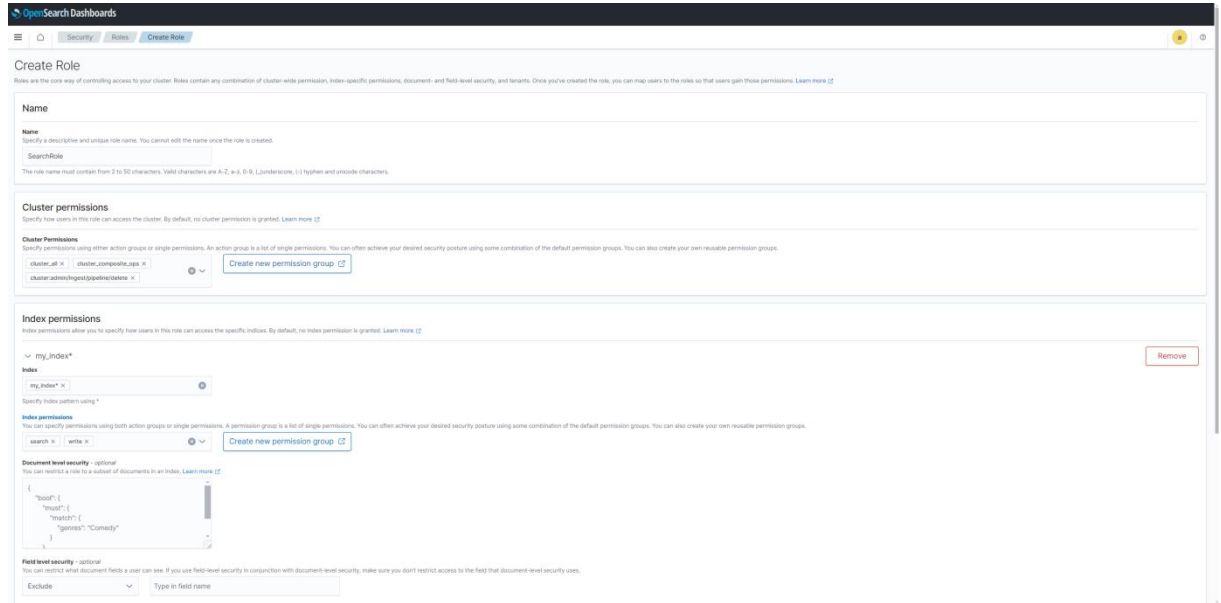 OpenSearch Dashboards
Security Roles Create Role a
Create Role
Roles are the core way of controlling access to your cluster. Roles contain any combination of cluster-wide permission, index-specific permissions, document- and field-level security, and tenants. Once you've created the role, you can map users to the roles so that users gain those permissions. Learn more
Name
Name
Specify a descriptive and unique role name. You cannot edit the name once the role is created.
SearchRole
The role name must contain from 2 to 50 characters. Valid characters are A-Z, a-z, 0-9, (_)underscore, (-) hyphen and unicode characters.
Cluster permissions
Specify how users in this role can access the cluster. By default, no cluster permission is granted. Learn more
Cluster Permissions
Specify permissions using either action groups or single permissions. An action group is a list of single permissions. You can often achieve your desired security posture using some combination of the default permission groups. You can also create your own reusable permission groups.
cluster_all × cluster_composite_ops ×
cluster:admin/ingest/pipeline/delete ×
Create new permission group
Index permissions
Index permissions allow you to specify how users in this role can access the specific indices. By default, no index permission is granted. Learn more
my_index*
Remove
Index
my_index* ×
Specify index pattern using *
Index permissions
You can specify permissions using both action groups or single permissions. A permission group is a list of single permissions. You can often achieve your desired security posture using some combination of the default permission groups. You can also create your own reusable permission groups.
search × write ×
Create new permission group
Document level security - optional
You can restrict a role to a subset of documents in an index. Learn more
{
"bool": {
"must": {
"match": {
"genres": "Comedy"
}
}
Field level security - optional
You can restrict what document fields a user can see. If you use field-level security in conjunction with document-level security, make sure you don't restrict access to the field that document-level security uses.
Exclude
Type in field name